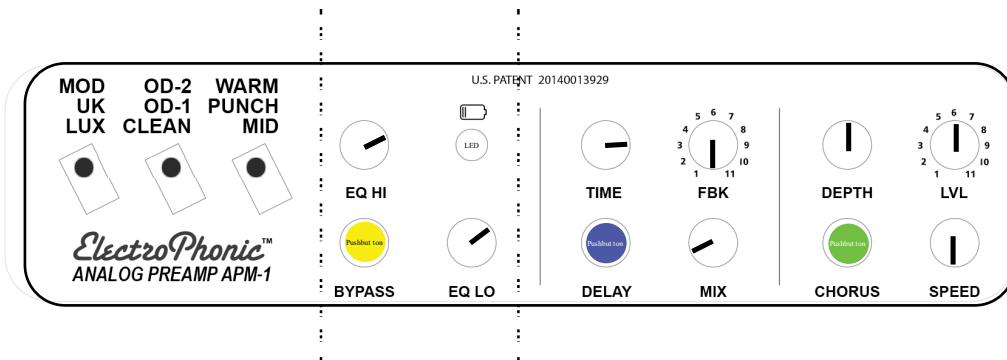 U.S. PATENT 20140013929
MOD OD-2 WARM
UK OD-1 PUNCH
LUX CLEAN MID
LED
EQ HI
ElectroPhonic™
ANALOG PREAMP APM-1
Pushbut ton
BYPASS EQ LO
TIME
1 2 3 4 5 6 7 8 9 10 11
FBK
Pushbut ton
DELAY MIX
DEPTH
1 2 3 4 5 6 7 8 9 10 11
LVL
Pushbut ton
CHORUS SPEED